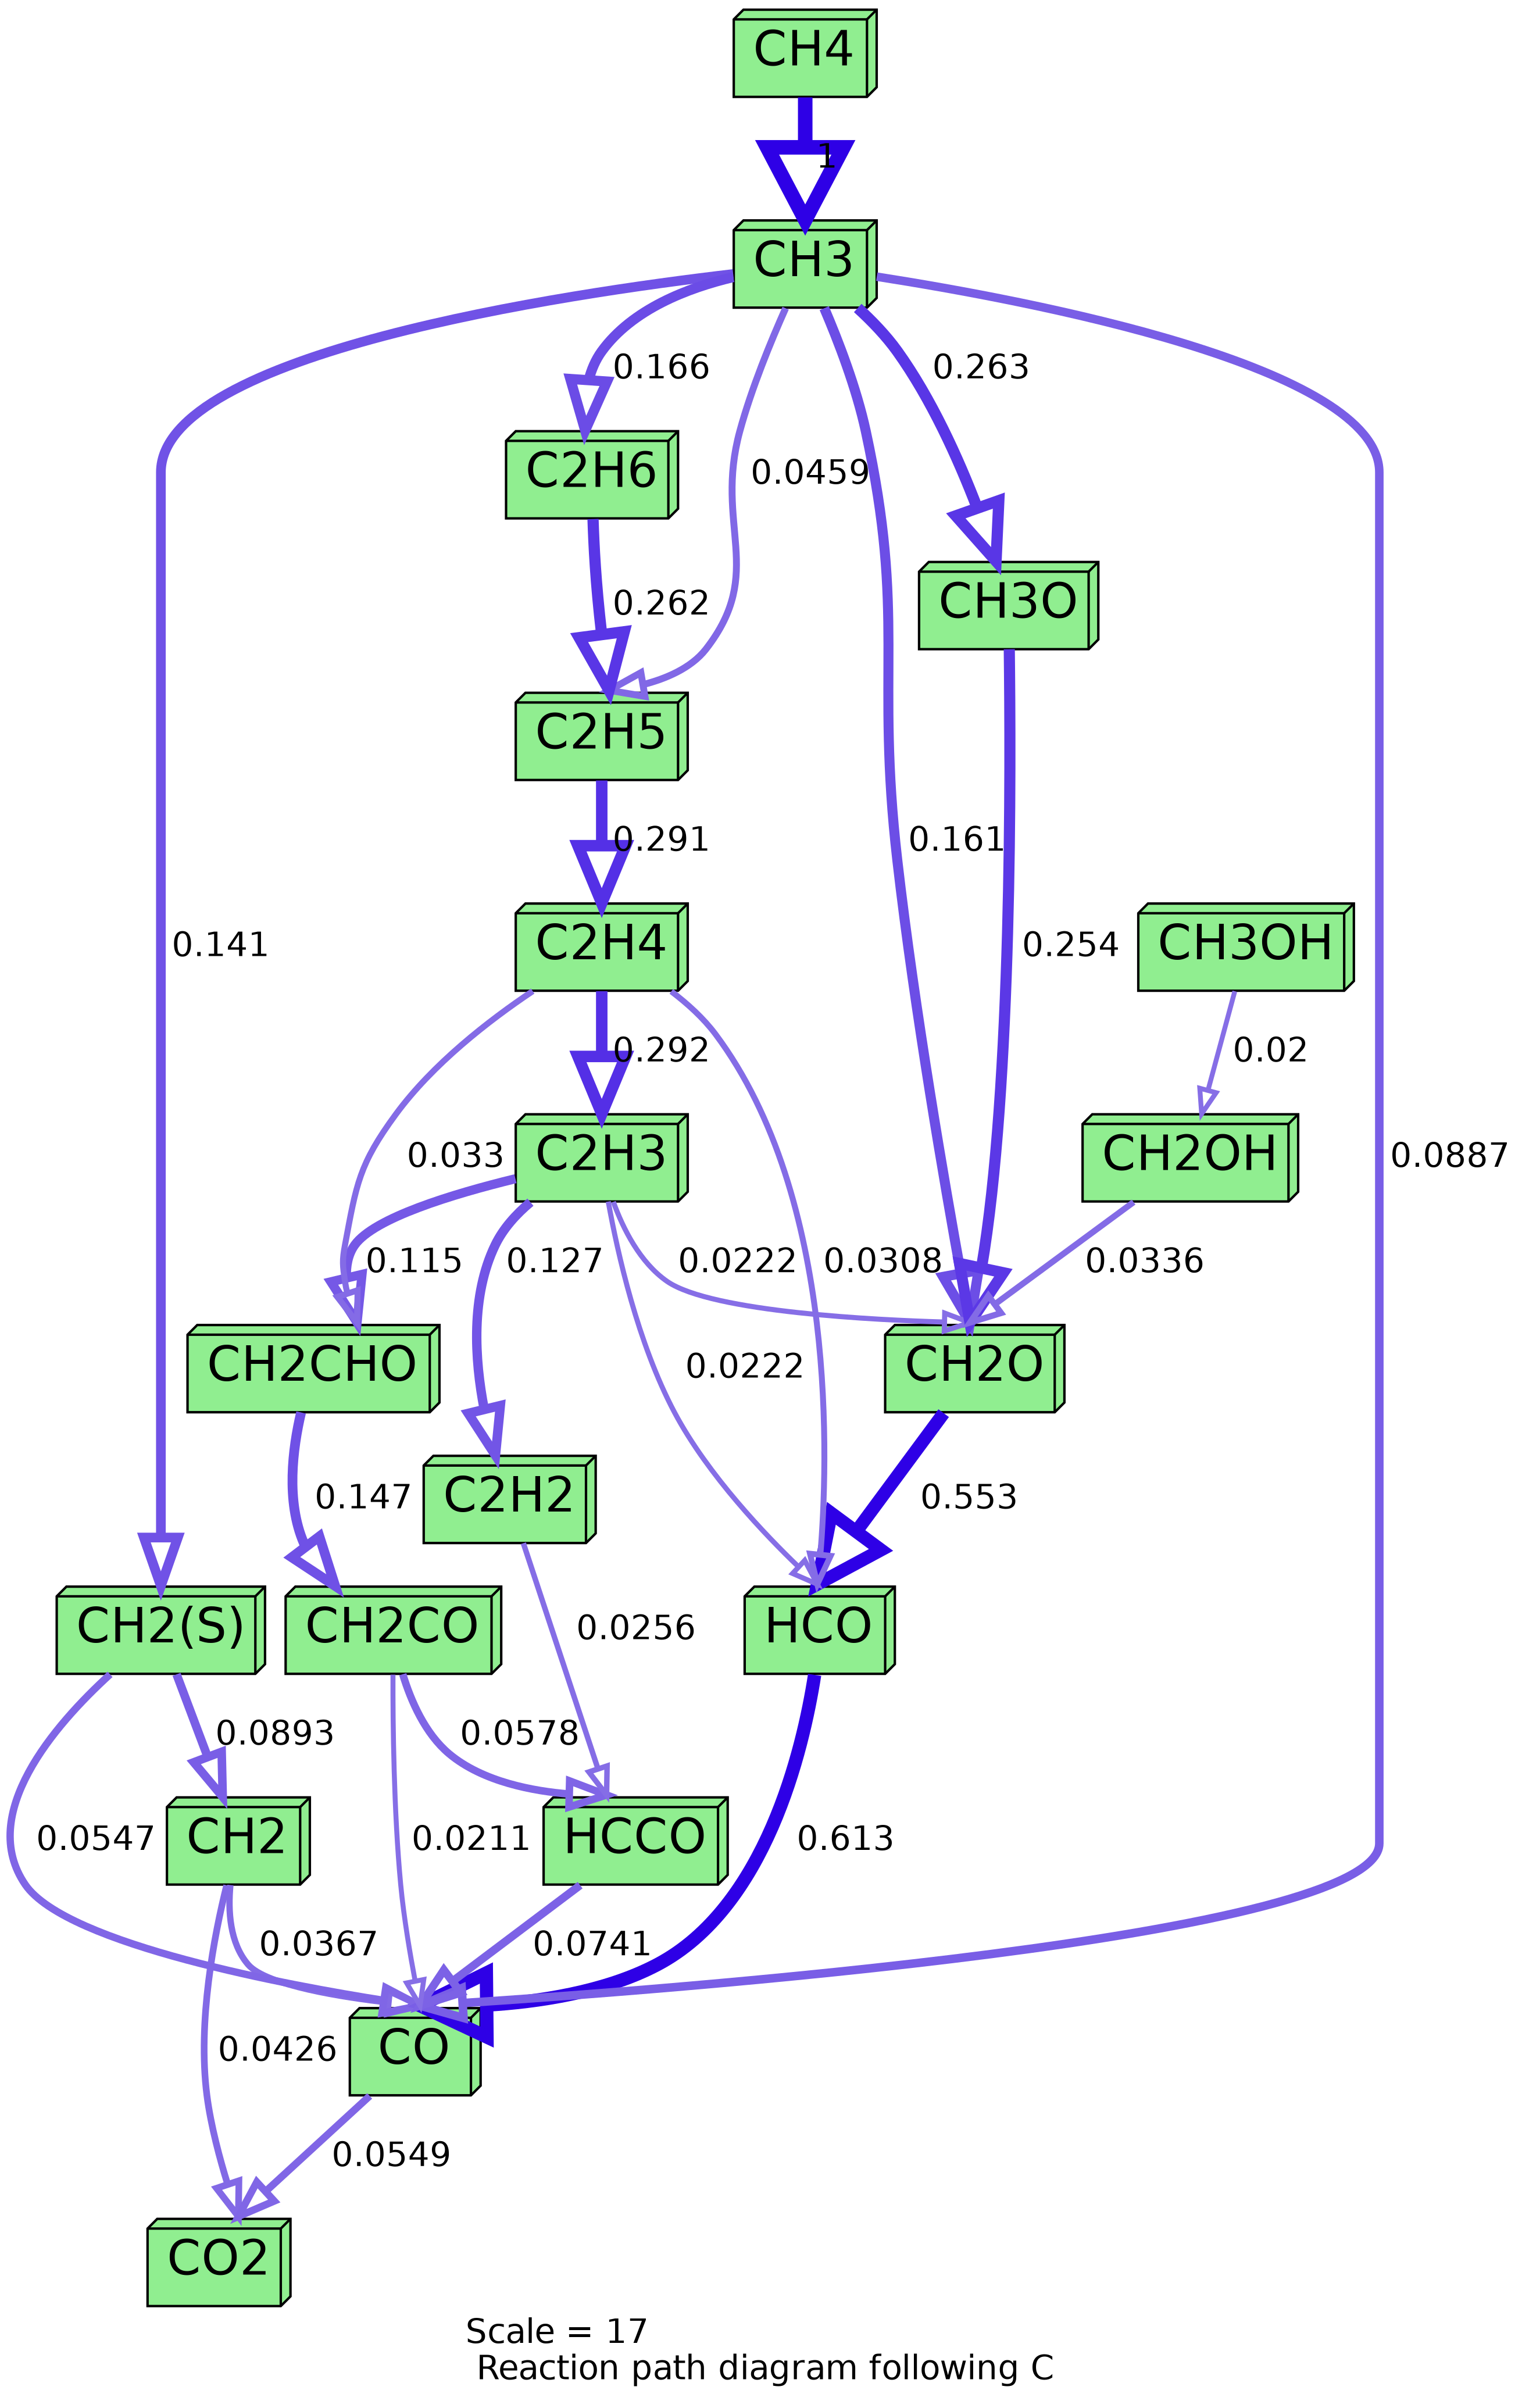 CH4
1
CH3
0.166
0.263
0.0459
C2H6
0.262
CH3O
C2H5
0.291
0.161
0.141
C2H4
0.254
CH3OH
0.292
0.02
0.033
C2H3
CH2OH
0.0887
0.115
0.127
0.0222
0.0308
0.0336
CH2CHO
0.0222
CH2O
0.147
C2H2
0.553
CH2(S)
CH2CO
0.0256
HCO
0.0893
0.0578
0.0547
CH2
0.0211
HCCO
0.613
0.0367
0.0741
0.0426
CO
0.0549
CO2
Scale = 17
Reaction path diagram following C